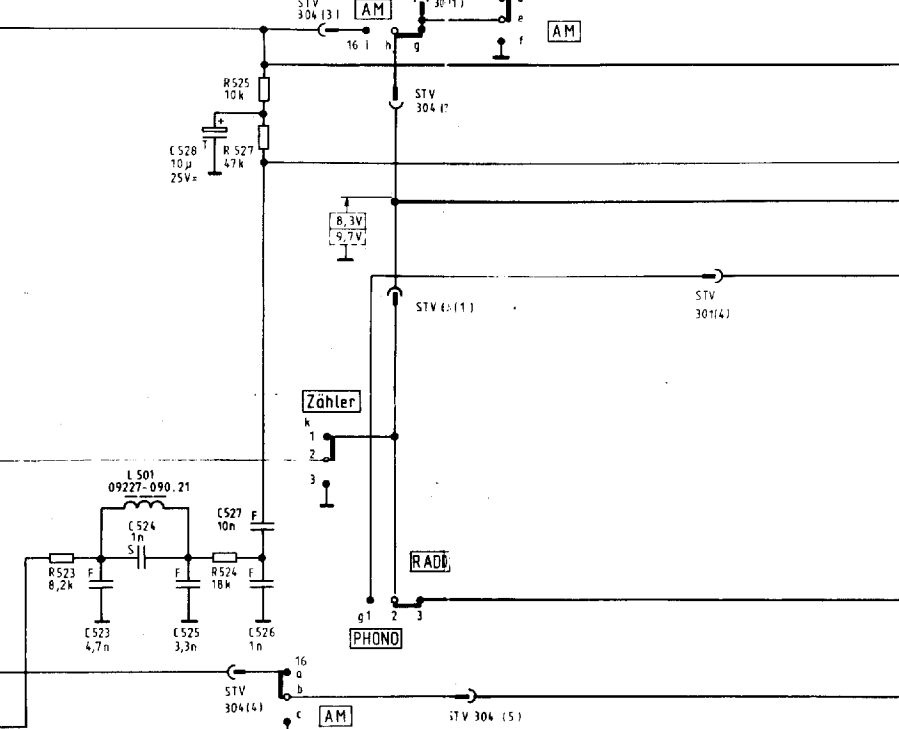 STV
304(3)
AM
16 i
h
g
e
f
AM
R525
10k
STV
304
+
C528
10µ
25V=
R527
47k
8,3V
9,7V
STV
(1)
STV
301(4)
Zähler
k
1
2
3
L501
09227-090.21
C524
1n
S
C527
10n
F
R523
8,2k
F
F
R524
18k
F
C523
4,7n
C525
3,3n
C526
1n
g1
2
3
PHONO
16
a
b
c
STV
304(4)
AM
STV 304 (5)